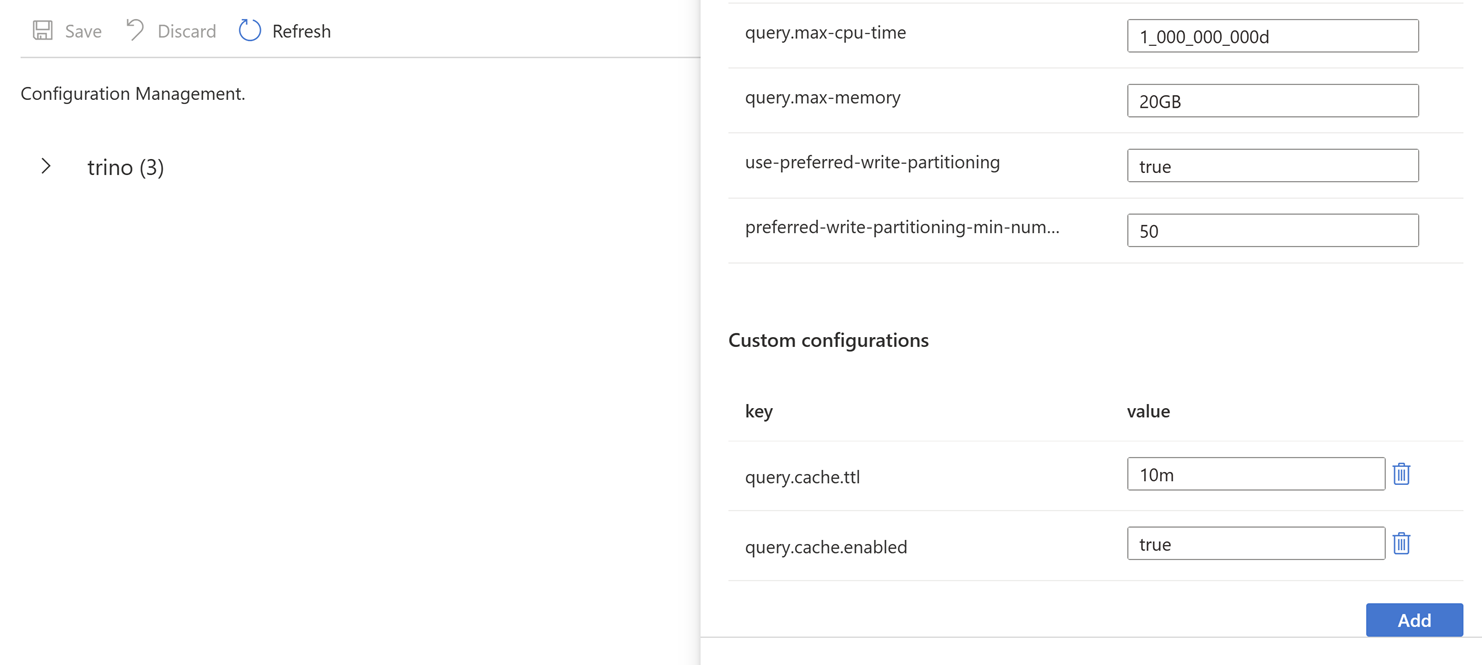 Save Discard Refresh
Configuration Management.
trino (3)
query.max-cpu-time 1_000_000_000d
query.max-memory 20GB
use-preferred-write-partitioning true
preferred-write-partitioning-min-num... 50
Custom configurations
key value
query.cache.ttl 10m
query.cache.enabled true
Add